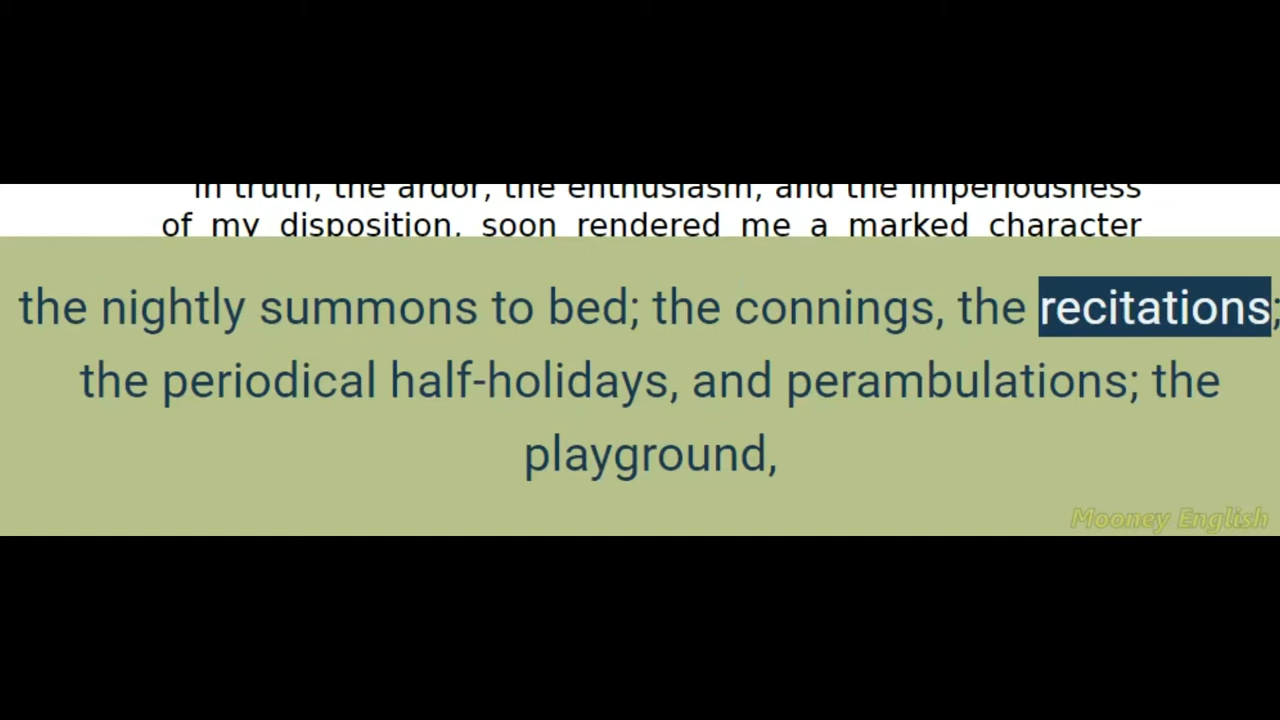 In truth, the ardor, the enthusiasm, and the imperiousness
of my disposition, soon rendered me a marked character
the nightly summons to bed; the connings, the recitations;
the periodical half-holidays, and perambulations; the
playground,
Mooney English